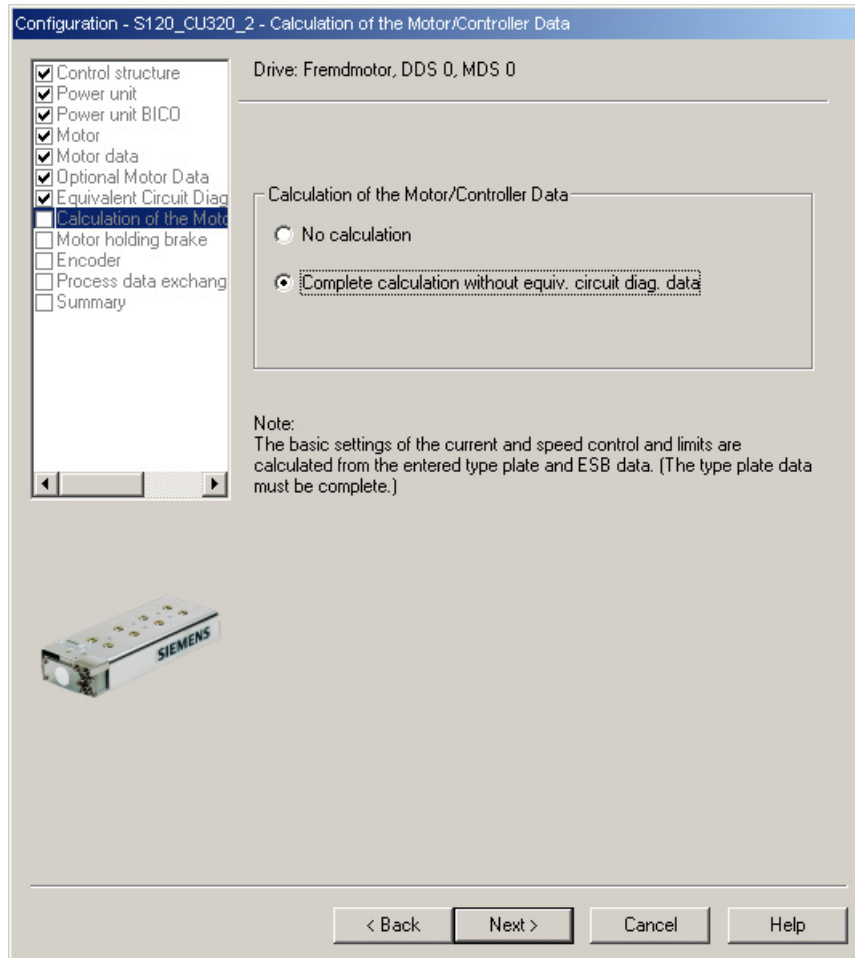 Configuration - S120_CU320_2 - Calculation of the Motor/Controller Data
Control structure
Power unit
Power unit BICO
Motor
Motor data
Optional Motor Data
Equivalent Circuit Diag
Calculation of the Moto
Motor holding brake
Encoder
Process data exchang
Summary
Drive: Fremdmotor, DDS 0, MDS 0
Calculation of the Motor/Controller Data
No calculation
Complete calculation without equiv. circuit diag. data
Note:
The basic settings of the current and speed control and limits are
calculated from the entered type plate and ESB data. (The type plate data
must be complete.)
SIEMENS
< Back
Next >
Cancel
Help